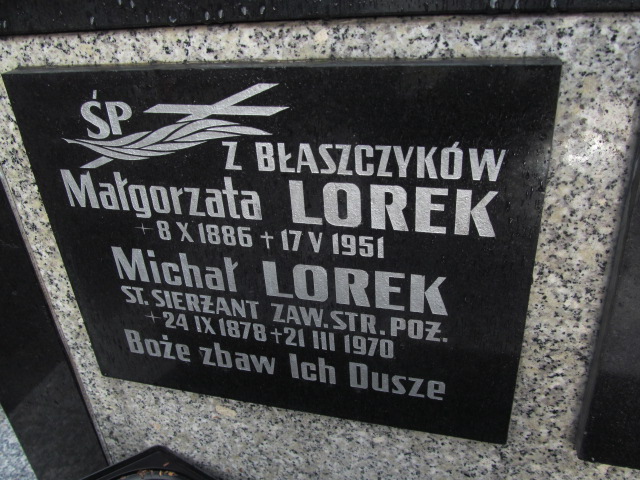 ŚP
Z BŁASZCZYKÓW
Małgorzata LOREK
+8 X 1886 + 17 V 1951
Michał LOREK
ST. SIERŻANT ZAW. STR. POŻ.
+24 IX 1878 +21 III 1970
Boże zbaw Ich Dusze